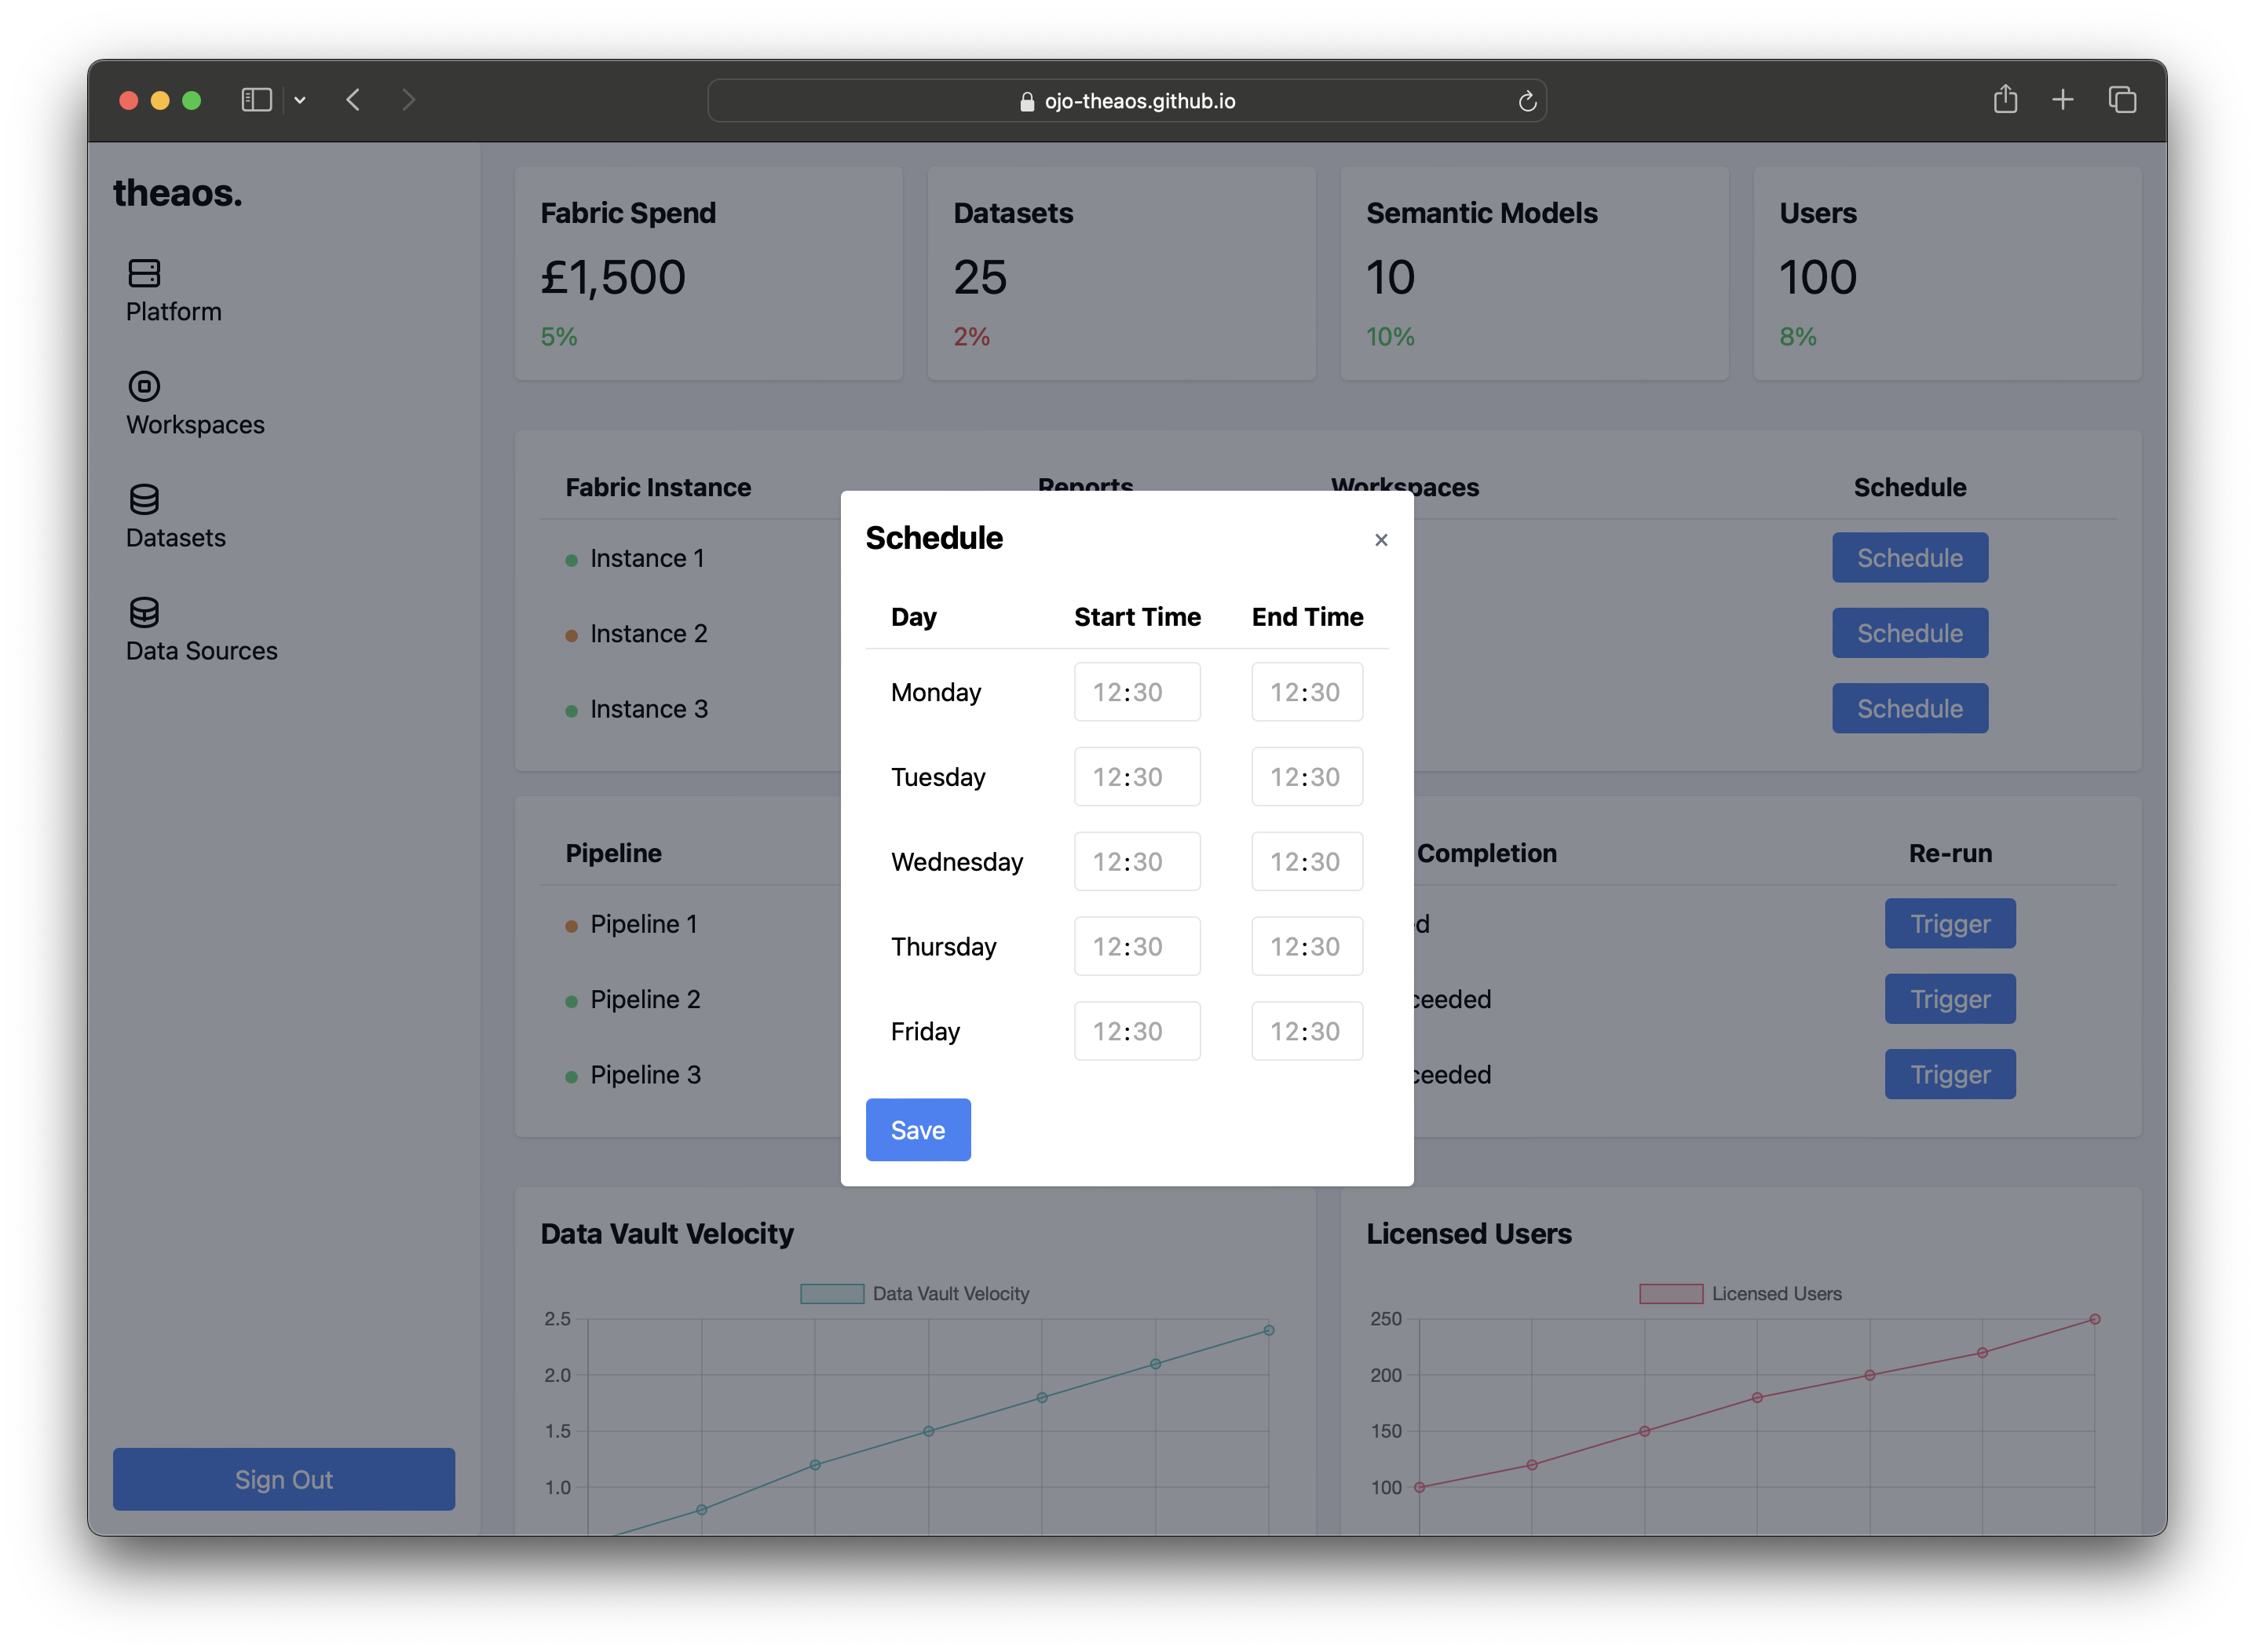 ojo-theaos.github.io
theaos.
Platform
Workspaces
Datasets
Data Sources
Sign Out
Fabric Spend
£1,500
5%
Datasets
25
2%
Semantic Models
10
10%
Users
100
8%
Fabric Instance Reports Workspaces Schedule
Instance 1 Schedule
Instance 2 Schedule
Instance 3 Schedule
Pipeline Completion Re-run
Pipeline 1 Trigger
Pipeline 2 Trigger
Pipeline 3 Trigger
Schedule ×
Day Start Time End Time
Monday 12:30 12:30
Tuesday 12:30 12:30
Wednesday 12:30 12:30
Thursday 12:30 12:30
Friday 12:30 12:30
Save
Data Vault Velocity
Data Vault Velocity
2.5
2.0
1.5
1.0
Licensed Users
Licensed Users
250
200
150
100